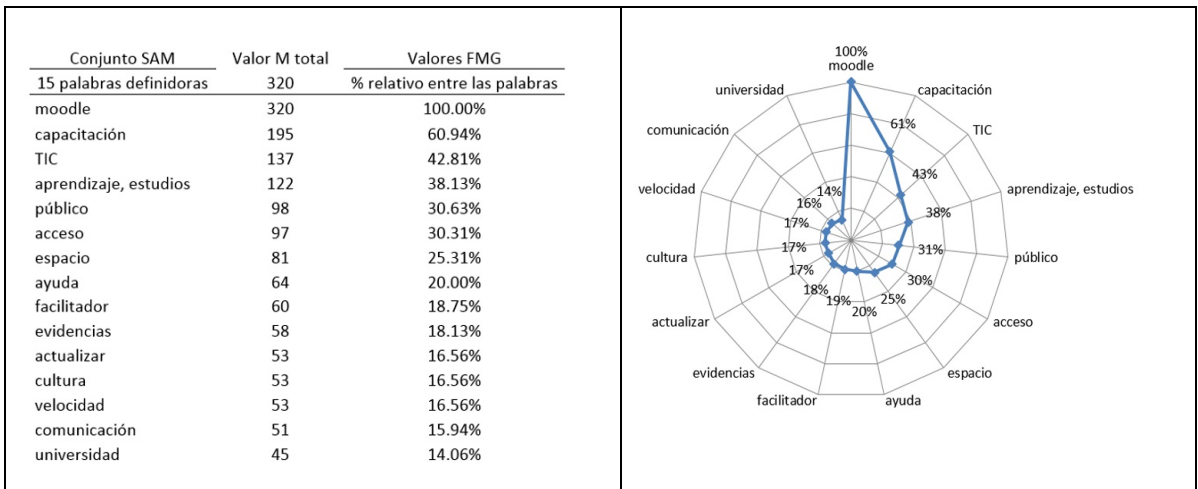 Conjunto SAM Valor M total Valores FMG
15 palabras definidoras 320 % relativo entre las palabras
moodle 320 100.00%
capacitación 195 60.94%
TIC 137 42.81%
aprendizaje, estudios 122 38.13%
público 98 30.63%
acceso 97 30.31%
espacio 81 25.31%
ayuda 64 20.00%
facilitador 60 18.75%
evidencias 58 18.13%
actualizar 53 16.56%
cultura 53 16.56%
velocidad 53 16.56%
comunicación 51 15.94%
universidad 45 14.06%
100%
moodle
universidad capacitación
61%
comunicación TIC
43%
velocidad 14% aprendizaje, estudios
16% 38%
17%
cultura 17% 31% público
17% 30%
18% 25%
19% 20%
actualizar acceso
evidencias espacio
facilitador ayuda